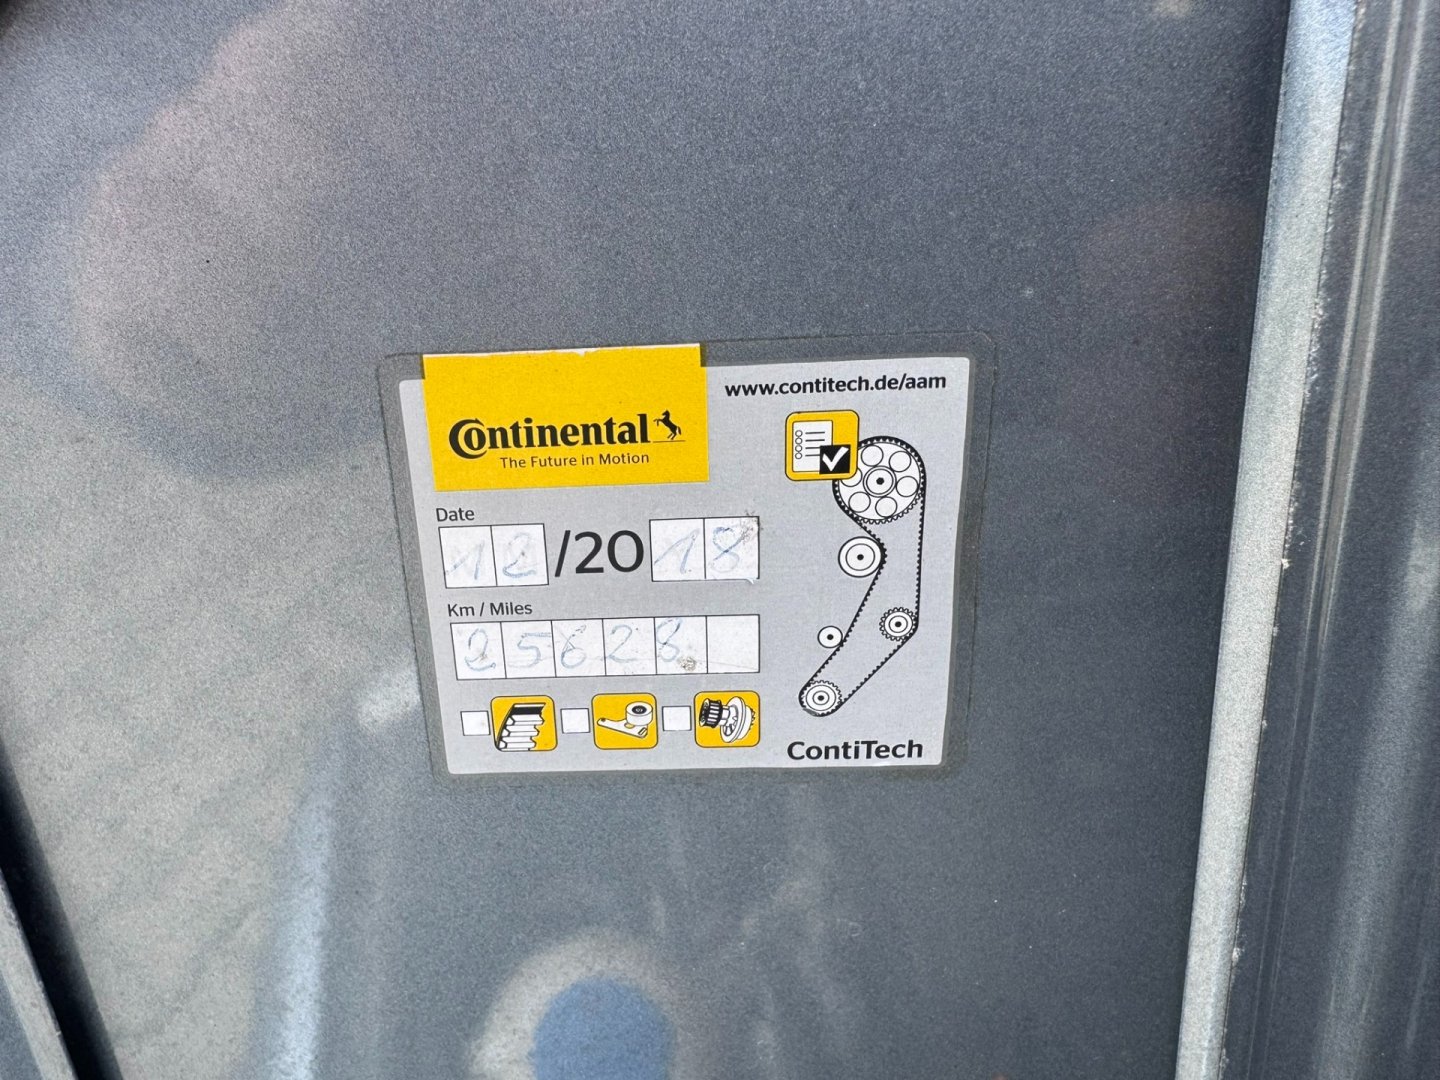 www.contitech.de/aam
Continental
The Future in Motion
Date
12/2018
Km / Miles
25628
ContiTech